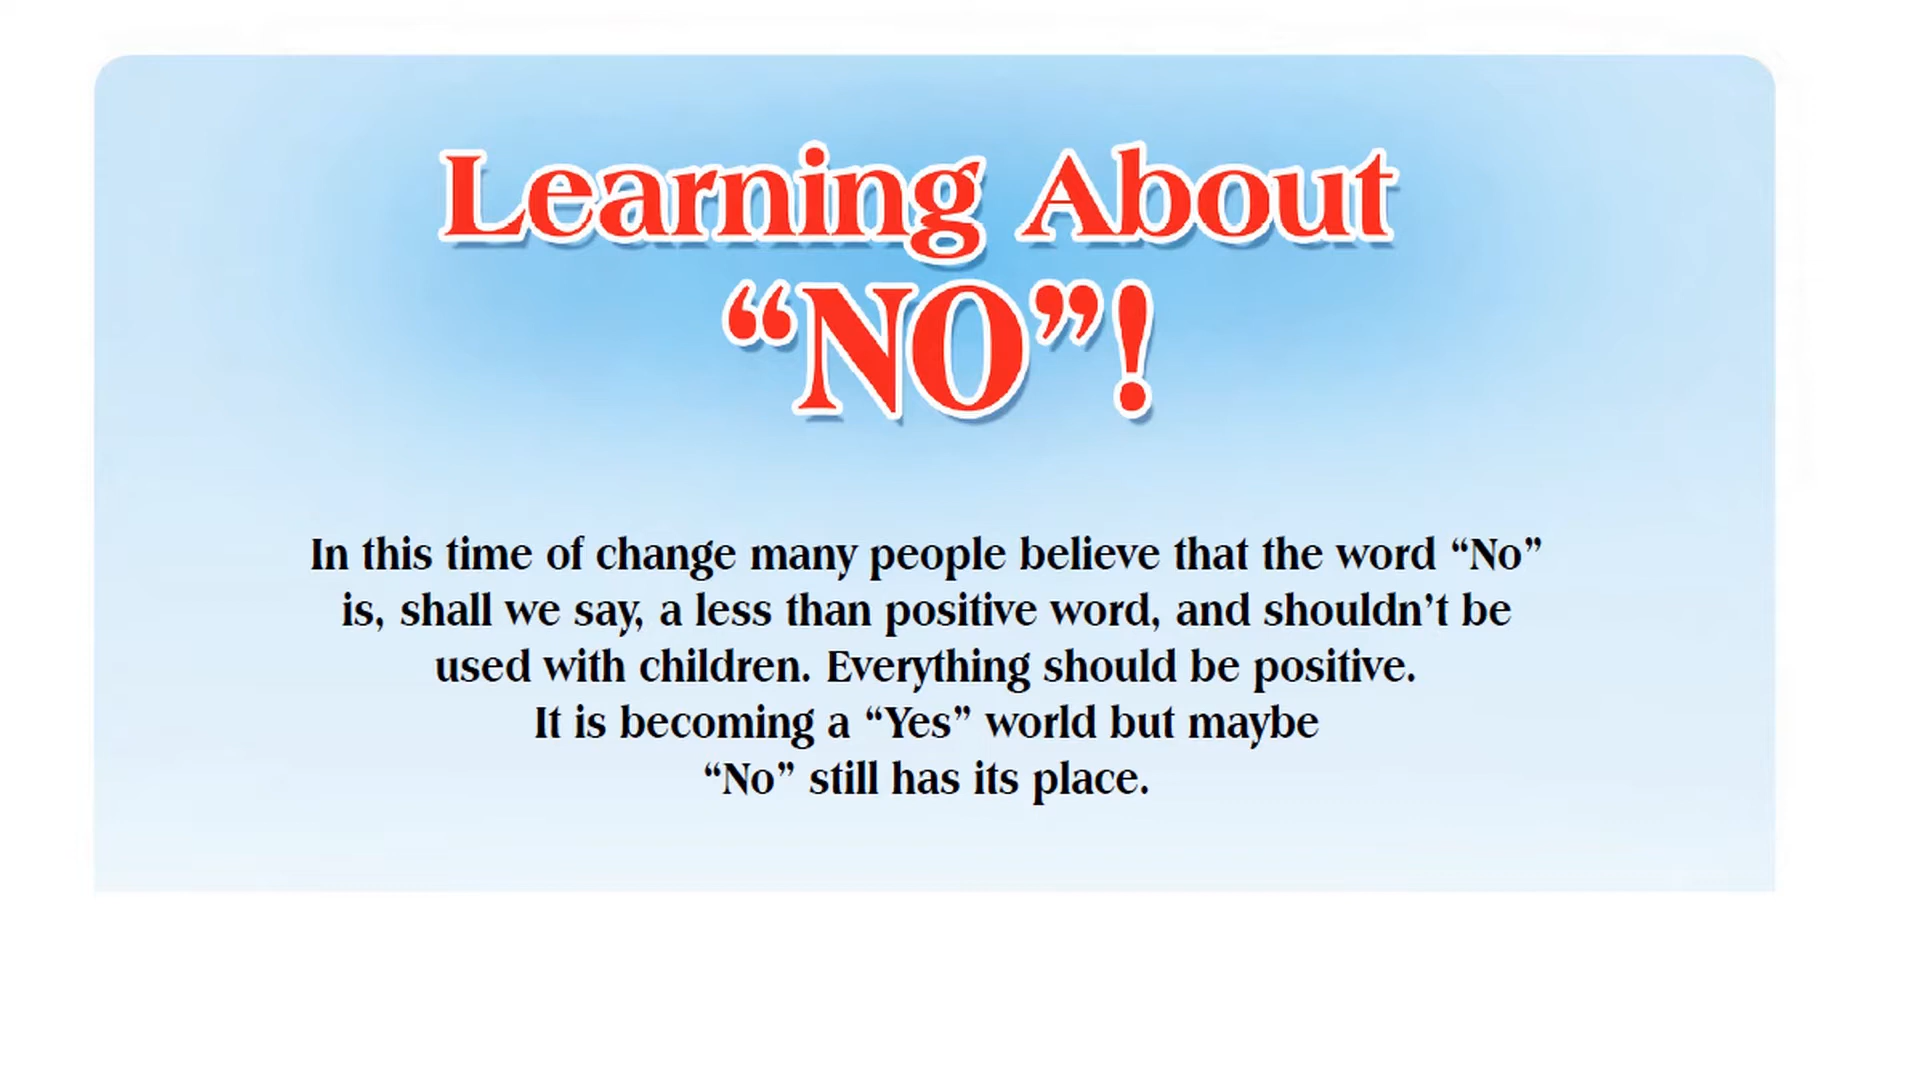 Learning About
“NO”!
In this time of change many people believe that the word “No”
is, shall we say, a less than positive word, and shouldn’t be
used with children. Everything should be positive.
It is becoming a “Yes” world but maybe
“No” still has its place.